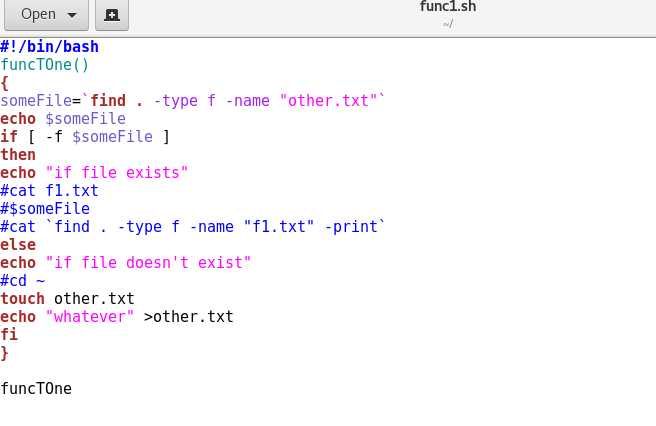 Open
func1.sh
~/
#!/bin/bash
funcTOne()
{
someFile=`find . -type f -name "other.txt"`
echo $someFile
if [ -f $someFile ]
then
echo "if file exists"
#cat f1.txt
#$someFile
#cat `find . -type f -name "f1.txt" -print`
else
echo "if file doesn't exist"
#cd ~
touch other.txt
echo "whatever" >other.txt
fi
}
funcTOne